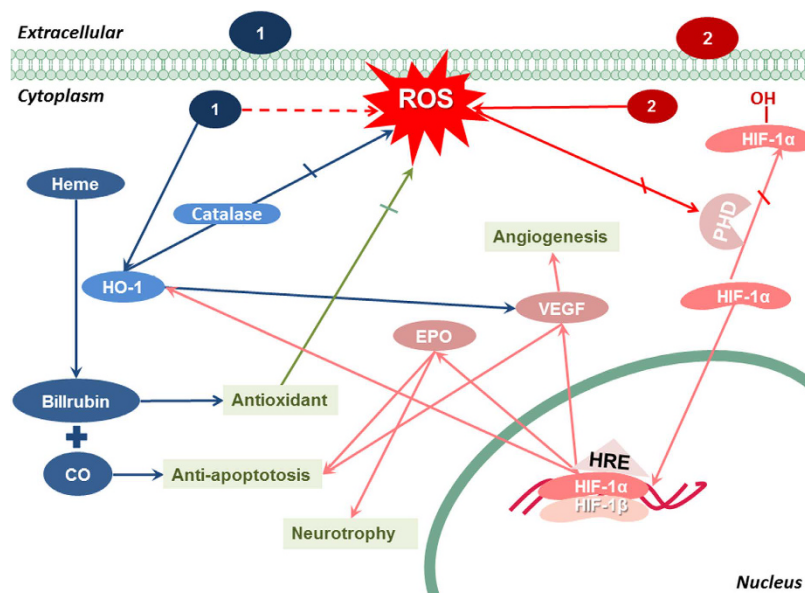 Extracellular
1
2
Cytoplasm
ROS
1
2
OH
HIF-1α
Heme
Catalase
PHD
Angiogenesis
HO-1
VEGF
HIF-1α
EPO
Billrubin
Antioxidant
CO
Anti-apoptotosis
HRE
HIF-1α
HIF-1β
Neurotrophy
Nucleus